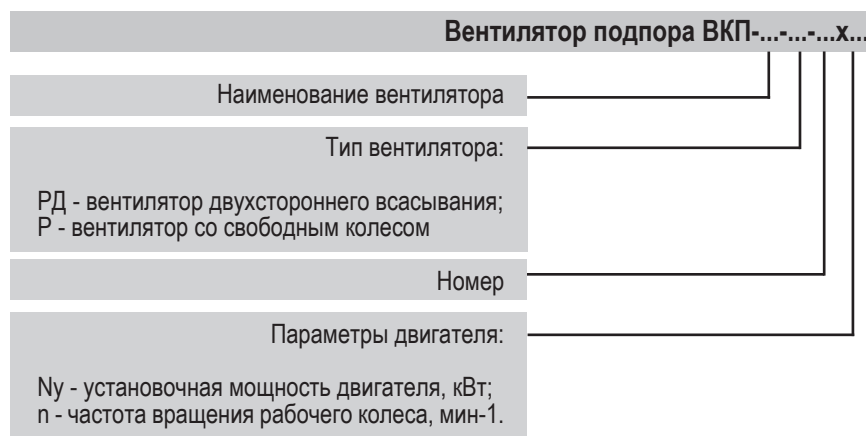 Вентилятор подпора ВКП-...-...-...х...
Наименование вентилятора
Тип вентилятора:
РД - вентилятор двухстороннего всасывания;
Р - вентилятор со свободным колесом
Номер
Параметры двигателя:
Nу - установочная мощность двигателя, кВт;
n - частота вращения рабочего колеса, мин-1.